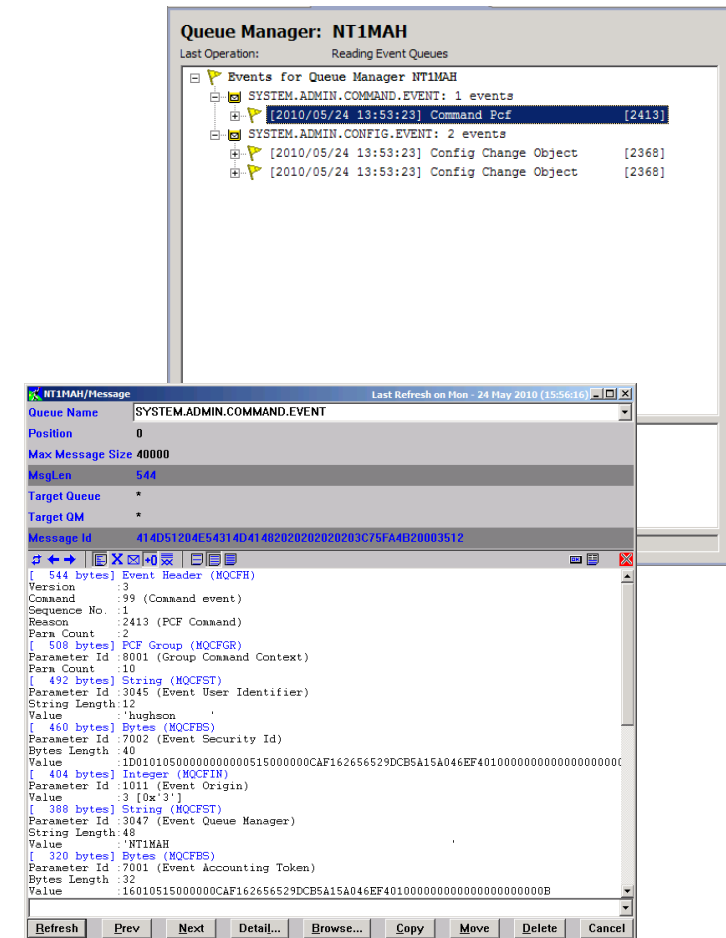 Queue Manager: NT1MAH
Last Operation: Reading Event Queues
Events for Queue Manager NT1MAH
SYSTEM.ADMIN.COMMAND.EVENT: 1 events
[2010/05/24 13:53:23] Command Pcf [2413]
SYSTEM.ADMIN.CONFIG.EVENT: 2 events
[2010/05/24 13:53:23] Config Change Object [2368]
[2010/05/24 13:53:23] Config Change Object [2368]
NT1MAH/Message Last Refresh on Mon - 24 May 2010 (15:56:16)
Queue Name SYSTEM.ADMIN.COMMAND.EVENT
Position 0
Max Message Size 40000
MsgLen 544
Target Queue *
Target QM *
Message Id 414D51204E54314D41482020202020203C75FA4B20003512
[ 544 bytes] Event Header (MQCFH)
Version :3
Command :99 (Command event)
Sequence No. :1
Reason :2413 (PCF Command)
Parm Count :2
[ 508 bytes] PCF Group (MQCFGR)
Parameter Id :8001 (Group Command Context)
Parm Count :10
[ 492 bytes] String (MQCFST)
Parameter Id :3045 (Event User Identifier)
String Length:12
Value :'hughson '
[ 460 bytes] Bytes (MQCFBS)
Parameter Id :7002 (Event Security Id)
Bytes Length :40
Value :1D01010500000000000515000000CAF162656529DCB5A15A046EF401000000000000000000000
[ 404 bytes] Integer (MQCFIN)
Parameter Id :1011 (Event Origin)
Value :3 [0x'3']
[ 388 bytes] String (MQCFST)
Parameter Id :3047 (Event Queue Manager)
String Length:48
Value :'NT1MAH '
[ 320 bytes] Bytes (MQCFBS)
Parameter Id :7001 (Event Accounting Token)
Bytes Length :32
Value :16010515000000CAF162656529DCB5A15A046EF401000000000000000000000B
Refresh Prev Next Detail... Browse... Copy Move Delete Cancel